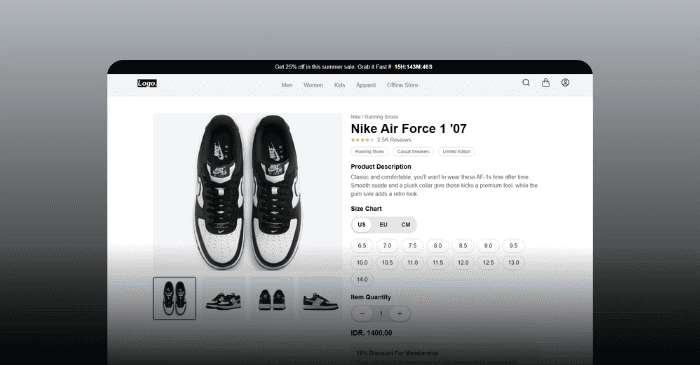 Get 25% off in this summer sale Grab it Fast !! 15H:143M:46S
Logo.
Men Women Kids Apparel Offline Store
Nike / Running Shoes
Nike Air Force 1 '07
2.5K Reviews
Running Shoes Casual Sneakers Limited Edition
Product Description
Classic and comfortable, you'll want to wear these AF-1s time after time
Smooth suede and a plush collar give those kicks a premium feel, while the
gum sole adds a retro look.
Size Chart
US EU CM
6.5 7.0 7.5 8.0 8.5 9.0 9.5
10.0 10.5 11.0 11.5 12.0 12.5 13.0
14.0
Item Quantity
− 1 +
IDR. 1400,00
Discount For Membership